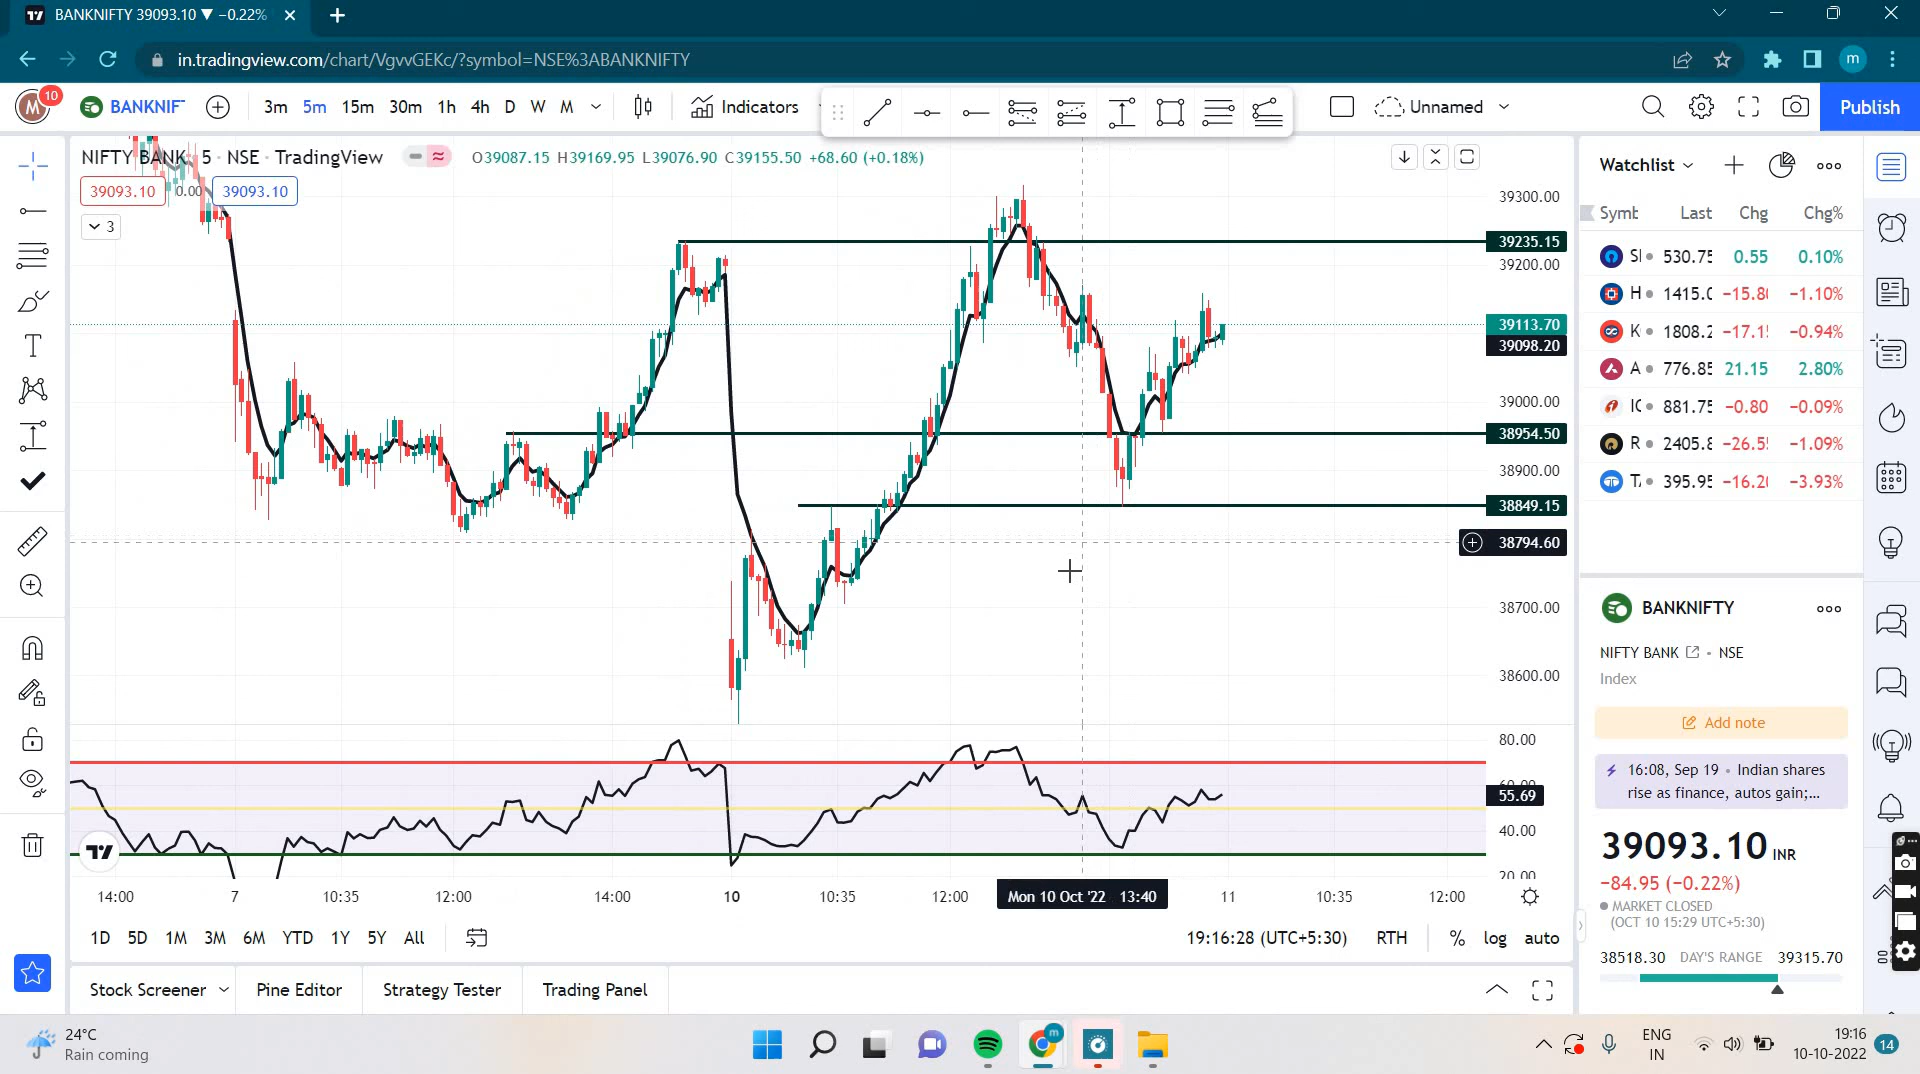 BANKNIFTY 39093.10 ▼ −0.22%
in.tradingview.com/chart/VgvvGEKc/?symbol=NSE%3ABANKNIFTY
m
M 10 BANKNIF 3m 5m 15m 30m 1h 4h D W M Indicators Unnamed Publish
NIFTY BANK · 5 · NSE · TradingView O39087.15 H39169.95 L39076.90 C39155.50 +68.60 (+0.18%)
39093.10 0.00 39093.10
3
39300.00
39235.15
39200.00
39113.70
39098.20
39000.00
38954.50
38900.00
38849.15
38794.60
38700.00
38600.00
80.00
60.00
55.69
40.00
20.00
14:00 7 10:35 12:00 14:00 10 10:35 12:00 Mon 10 Oct '22 13:40 11 10:35 12:00
1D 5D 1M 3M 6M YTD 1Y 5Y All 19:16:28 (UTC+5:30) RTH % log auto
Stock Screener Pine Editor Strategy Tester Trading Panel
Watchlist
Symb Last Chg Chg%
SI 530.75 0.55 0.10%
H 1415.0 −15.80 −1.10%
K 1808.2 −17.15 −0.94%
A 776.85 21.15 2.80%
IC 881.75 −0.80 −0.09%
R 2405.8 −26.55 −1.09%
T 395.95 −16.20 −3.93%
BANKNIFTY
NIFTY BANK · NSE
Index
Add note
16:08, Sep 19 · Indian shares
rise as finance, autos gain;...
39093.10 INR
−84.95 (−0.22%)
MARKET CLOSED
(OCT 10 15:29 UTC+5:30)
38518.30 DAY'S RANGE 39315.70
24°C
Rain coming
m
ENG
IN
19:16
10-10-2022
14